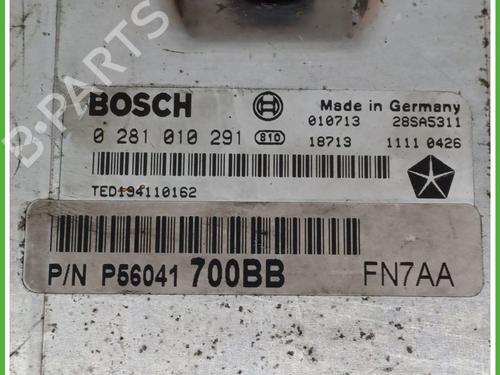 B-PARTS
BOSCH
Made in Germany
010713 28SA5311
0 281 010 291 810 18713 1111 0426
TED194110162
P/N P56041 700BB FN7AA